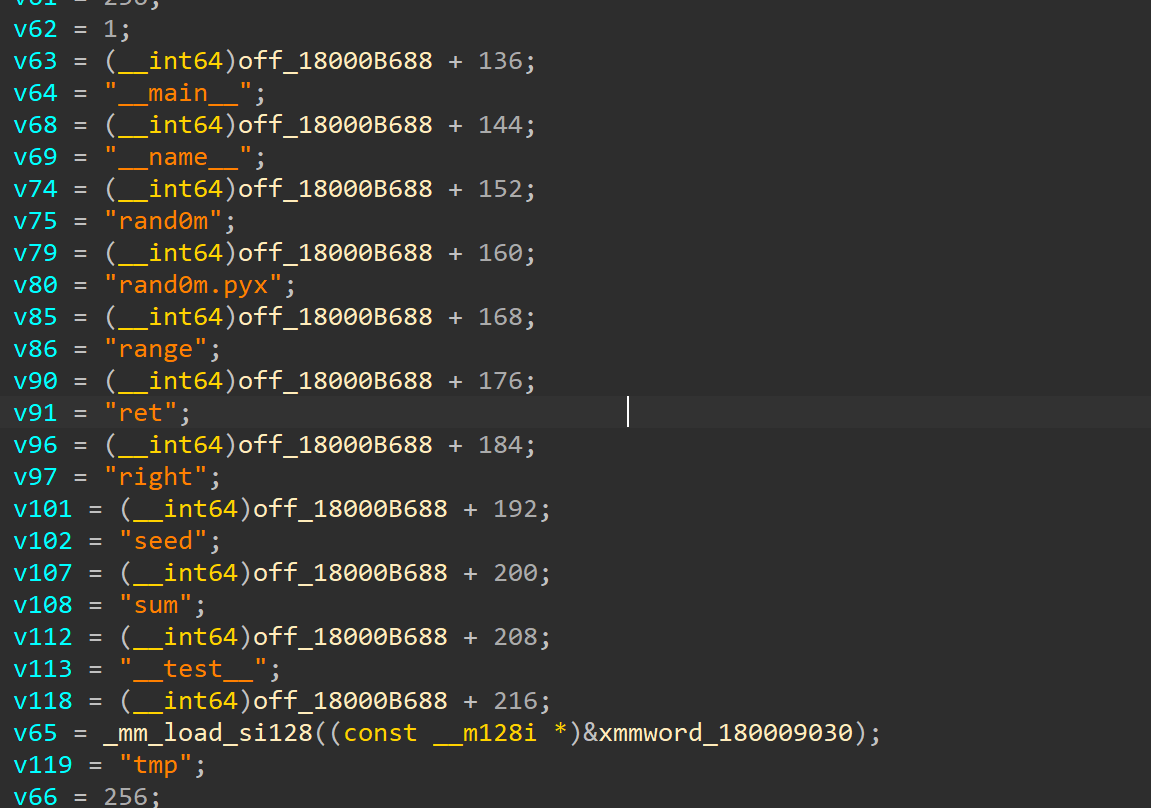 v61 = 256;
v62 = 1;
v63 = (__int64)off_18000B688 + 136;
v64 = "__main__";
v68 = (__int64)off_18000B688 + 144;
v69 = "__name__";
v74 = (__int64)off_18000B688 + 152;
v75 = "rand0m";
v79 = (__int64)off_18000B688 + 160;
v80 = "rand0m.pyx";
v85 = (__int64)off_18000B688 + 168;
v86 = "range";
v90 = (__int64)off_18000B688 + 176;
v91 = "ret";
v96 = (__int64)off_18000B688 + 184;
v97 = "right";
v101 = (__int64)off_18000B688 + 192;
v102 = "seed";
v107 = (__int64)off_18000B688 + 200;
v108 = "sum";
v112 = (__int64)off_18000B688 + 208;
v113 = "__test__";
v118 = (__int64)off_18000B688 + 216;
v65 = _mm_load_si128((const __m128i *)&xmmword_180009030);
v119 = "tmp";
v66 = 256;